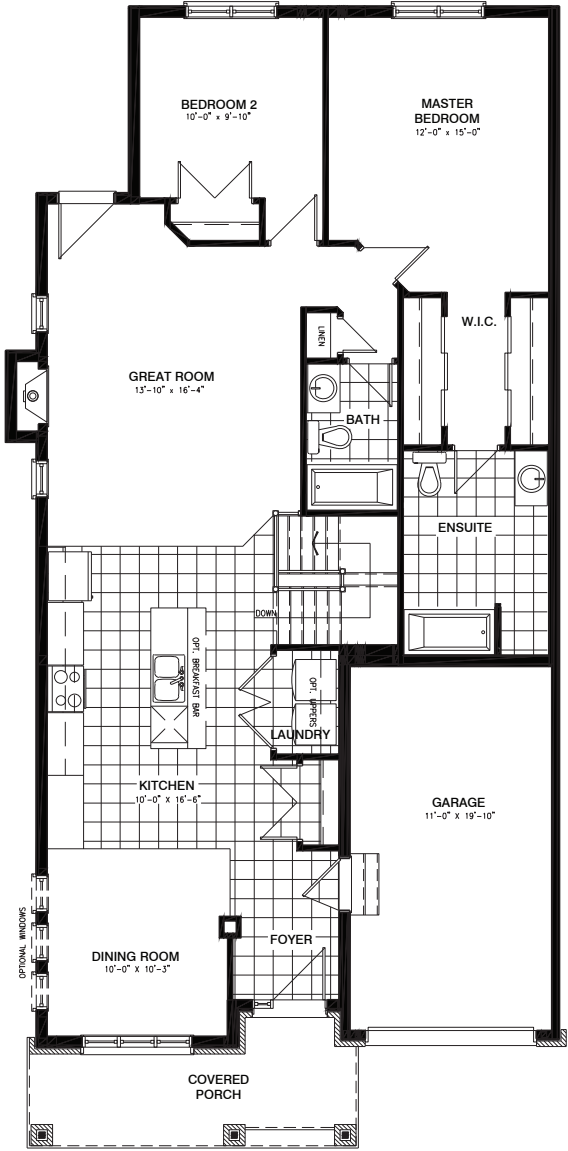 BEDROOM 2
10'-0" x 9'-10"
MASTER
BEDROOM
12'-0" x 15'-0"
W.I.C.
LINEN
GREAT ROOM
13'-10" x 16'-4"
BATH
ENSUITE
DOWN
OPT. BREAKFAST BAR
OPT. UPPERS
LAUNDRY
KITCHEN
10'-0" X 16'-6"
GARAGE
11'-0" X 19'-10"
OPTIONAL WINDOWS
FOYER
DINING ROOM
10'-0" X 10'-3"
COVERED
PORCH